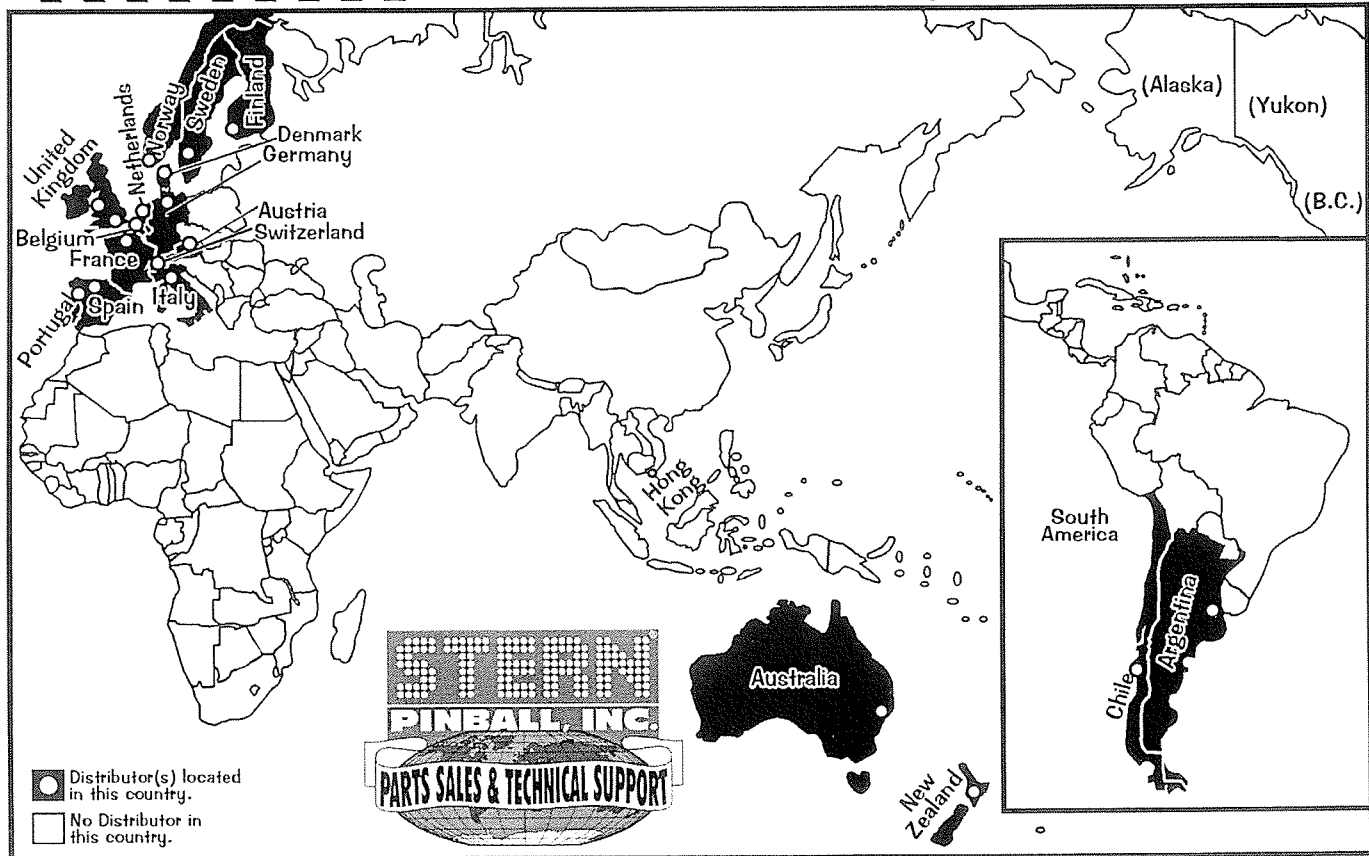 Norway
Sweden
Finland
Netherlands
United
Kingdom
Denmark
Germany
Belgium
France
Austria
Switzerland
Portugal
Spain
Italy
(Alaska)
(Yukon)
(B.C.)
Hong
Kong
South
America
Argentina
Chile
Australia
New
Zealand
STERN®
PINBALL, INC.
PARTS SALES & TECHNICAL SUPPORT
Distributor(s) located
in this country.
No Distributor in
this country.